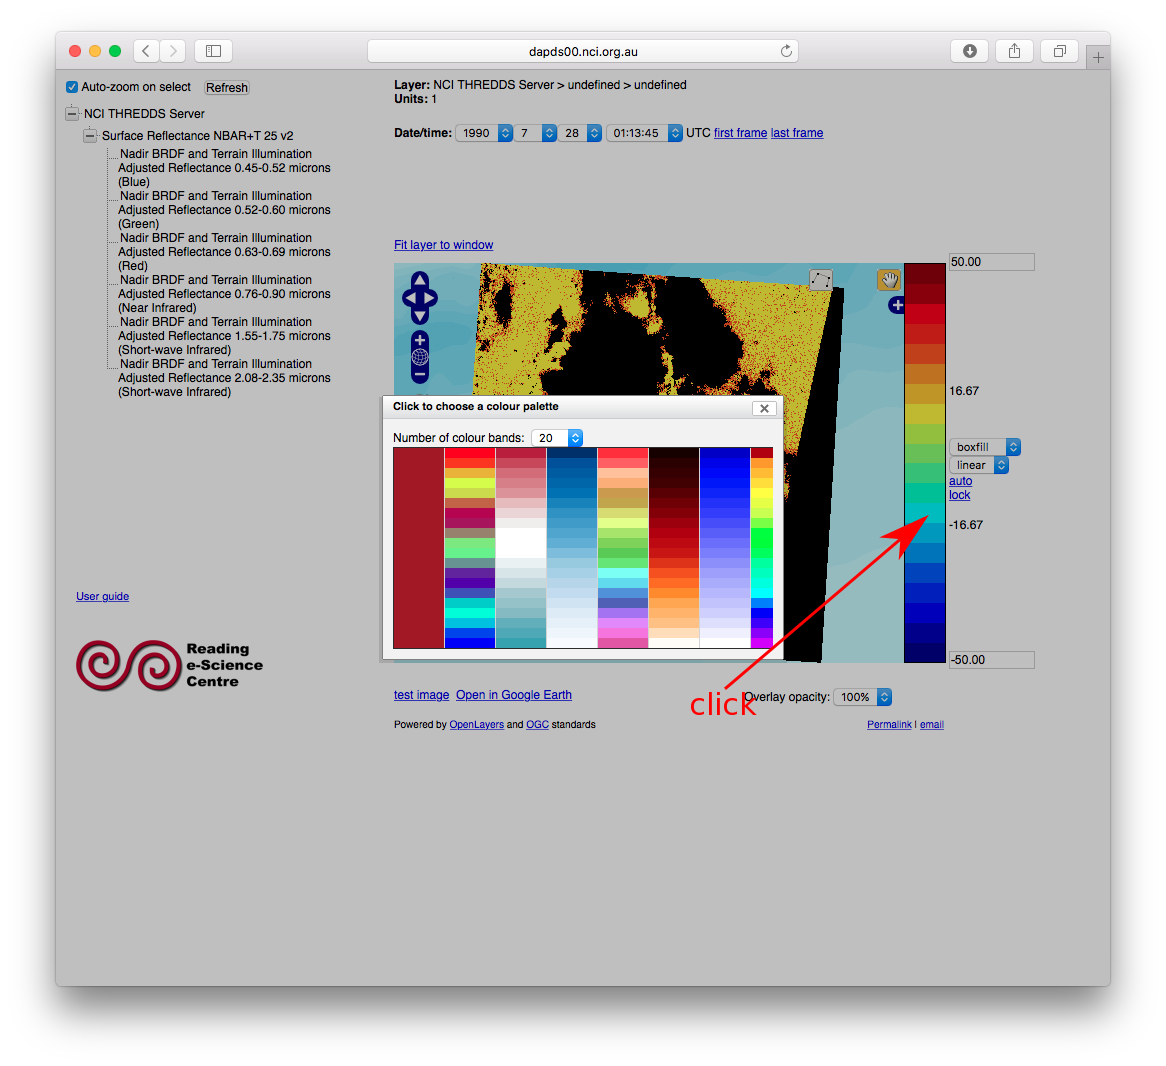 dapds00.nci.org.au
Auto-zoom on select Refresh
NCI THREDDS Server
Surface Reflectance NBAR+T 25 v2
Nadir BRDF and Terrain Illumination
Adjusted Reflectance 0.45-0.52 microns
(Blue)
Nadir BRDF and Terrain Illumination
Adjusted Reflectance 0.52-0.60 microns
(Green)
Nadir BRDF and Terrain Illumination
Adjusted Reflectance 0.63-0.69 microns
(Red)
Nadir BRDF and Terrain Illumination
Adjusted Reflectance 0.76-0.90 microns
(Near Infrared)
Nadir BRDF and Terrain Illumination
Adjusted Reflectance 1.55-1.75 microns
(Short-wave Infrared)
Nadir BRDF and Terrain Illumination
Adjusted Reflectance 2.08-2.35 microns
(Short-wave Infrared)
User guide
Reading
e-Science
Centre
Layer: NCI THREDDS Server > undefined > undefined
Units: 1
Date/time: 1990 7 28 01:13:45 UTC first frame last frame
Fit layer to window
50.00
16.67
boxfill
linear
auto
lock
-16.67
-50.00
Click to choose a colour palette
Number of colour bands: 20
click
test image Open in Google Earth
Overlay opacity: 100%
Powered by OpenLayers and OGC standards
Permalink | email